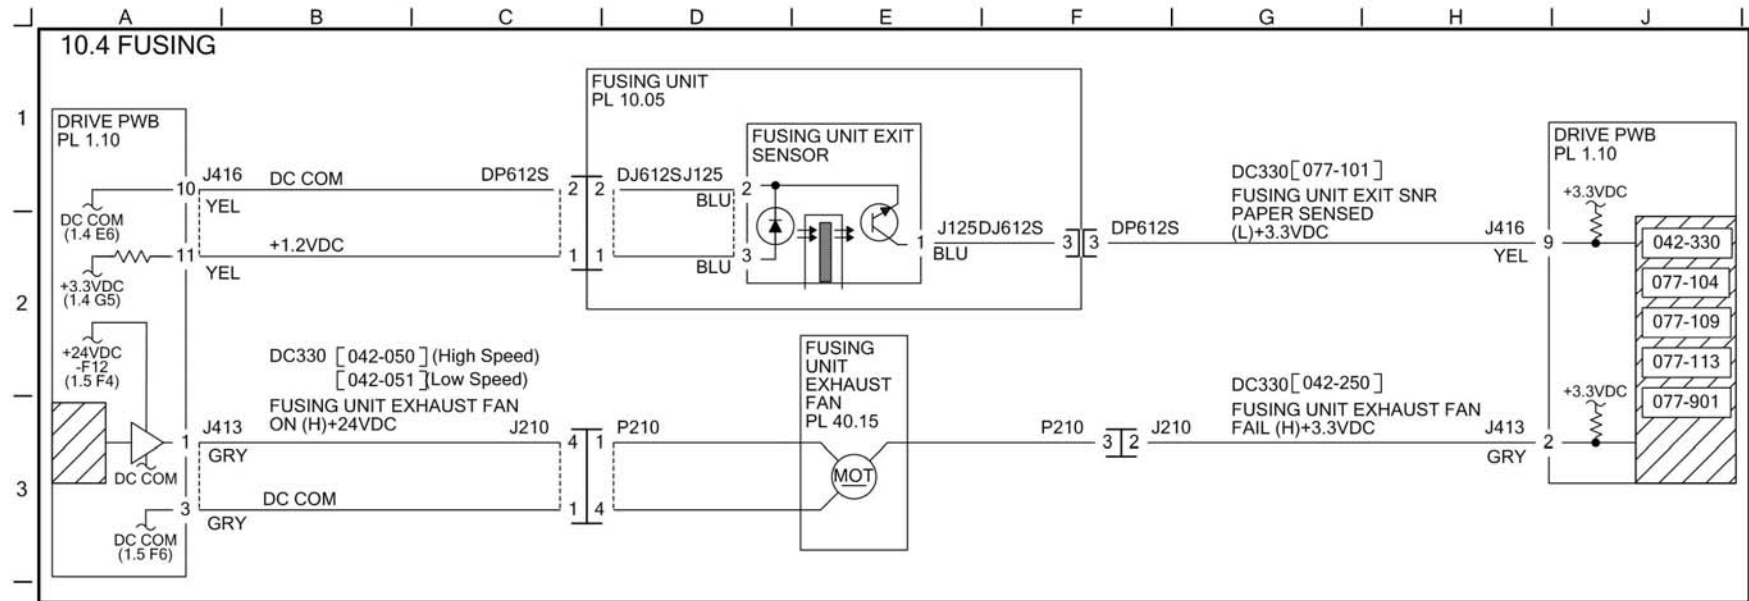 A B C D E F G H J
10.4 FUSING
1
2
3
DRIVE PWB
PL 1.10
DC COM
(1.4 E6)
+3.3VDC
(1.4 G5)
+24VDC
-F12
(1.5 F4)
DC COM
DC COM
(1.5 F6)
10
11
1
3
J416
YEL
DC COM
+1.2VDC
YEL
DP612S
2 2
1 1
FUSING UNIT
PL 10.05
DJ612SJ125
BLU
BLU
2
3
FUSING UNIT EXIT
SENSOR
1
J125DJ612S
BLU
3 3
DP612S
DC330[077-101]
FUSING UNIT EXIT SNR
PAPER SENSED
(L)+3.3VDC
J416
YEL
9
DRIVE PWB
PL 1.10
+3.3VDC
042-330
077-104
077-109
077-113
077-901
+3.3VDC
DC330 [042-050] (High Speed)
[042-051] (Low Speed)
FUSING UNIT EXHAUST FAN
ON (H)+24VDC
J413
GRY
DC COM
GRY
J210
4 1
1 4
P210
FUSING
UNIT
EXHAUST
FAN
PL 40.15
MOT
P210
3 2
J210
DC330[042-250]
FUSING UNIT EXHAUST FAN
FAIL (H)+3.3VDC
J413
GRY
2